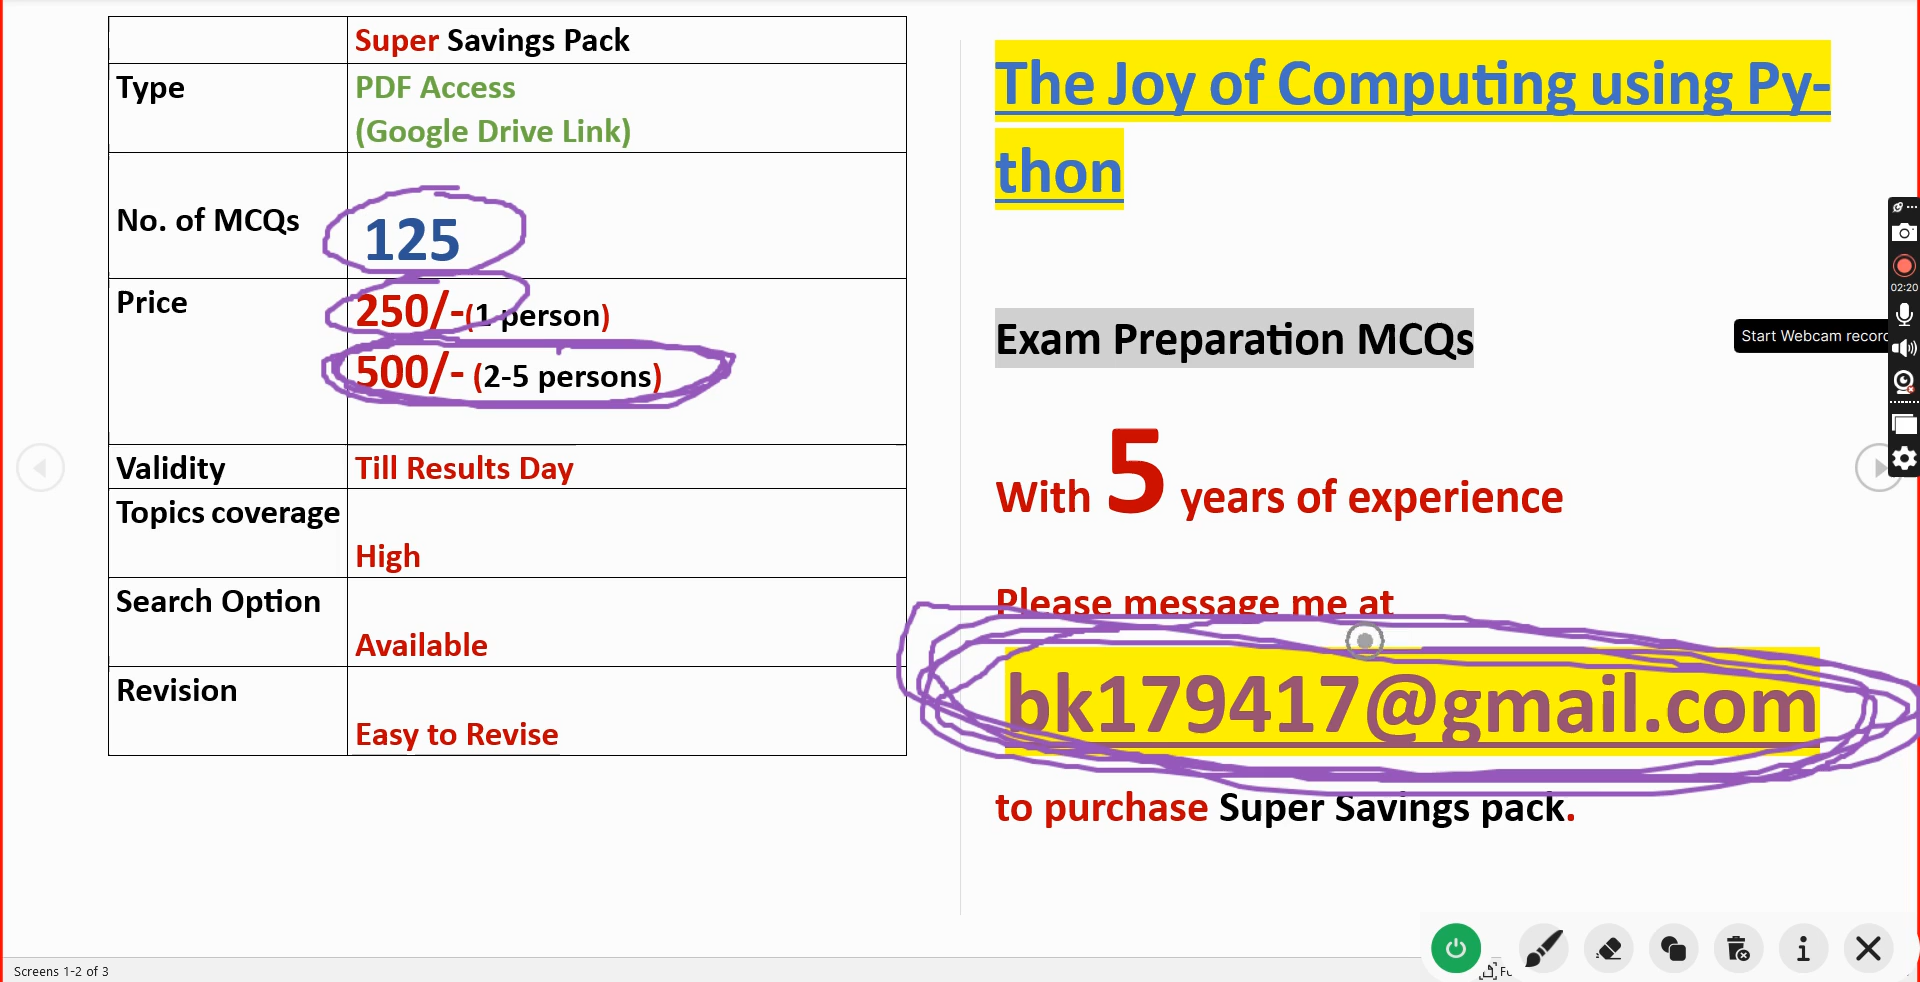 Super Savings Pack
Type
PDF Access
(Google Drive Link)
No. of MCQs
125
Price
250/-(1 person)
500/- (2-5 persons)
Validity
Till Results Day
Topics coverage
High
Search Option
Available
Revision
Easy to Revise
The Joy of Computing using Py-
thon
Exam Preparation MCQs
With 5 years of experience
Please message me at
bk179417@gmail.com
to purchase Super Savings pack.
02:20
Start Webcam recor
Screens 1-2 of 3